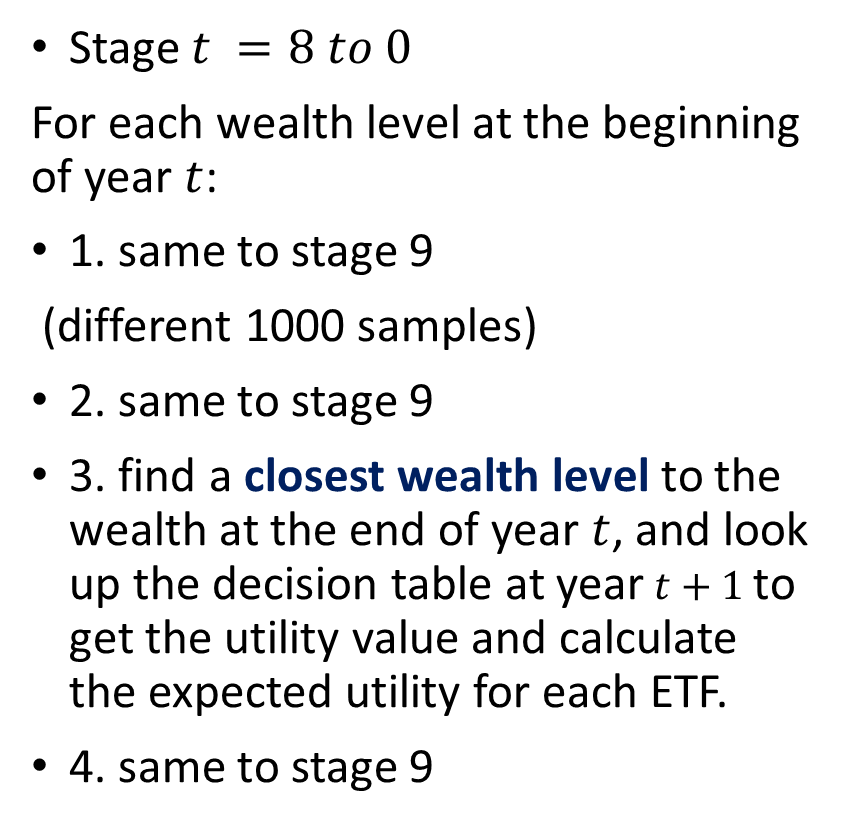 • Stage t = 8 to 0
For each wealth level at the beginning
of year t:
• 1. same to stage 9
(different 1000 samples)
• 2. same to stage 9
• 3. find a closest wealth level to the
wealth at the end of year t, and look
up the decision table at year t + 1 to
get the utility value and calculate
the expected utility for each ETF.
• 4. same to stage 9